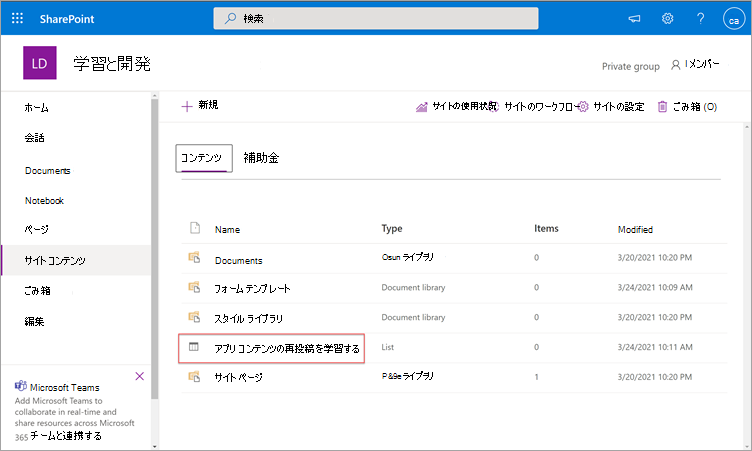 SharePoint
検索
ca
LD
学習と開発
Private group
メンバー
ホーム
会話
Documents
Notebook
ページ
サイト コンテンツ
ごみ箱
編集
Microsoft Teams
Add Microsoft Teams to
collaborate in real-time and
share resources across Microsoft
365 チームと連携する
新規
サイトの使用状況
サイトのワークフロー
サイトの設定
ごみ箱 (O)
コンテンツ
補助金
Name Type Items Modified
Documents Osun ライブラリ 0 3/20/2021 10:20 PM
フォーム テンプレート Document library 0 3/24/2021 10:09 AM
スタイル ライブラリ Document library 0 3/20/2021 10:20 PM
アプリ コンテンツの再投稿を学習する List 0 3/24/2021 10:11 AM
サイト ページ P&9e ライブラリ 1 3/20/2021 10:20 PM